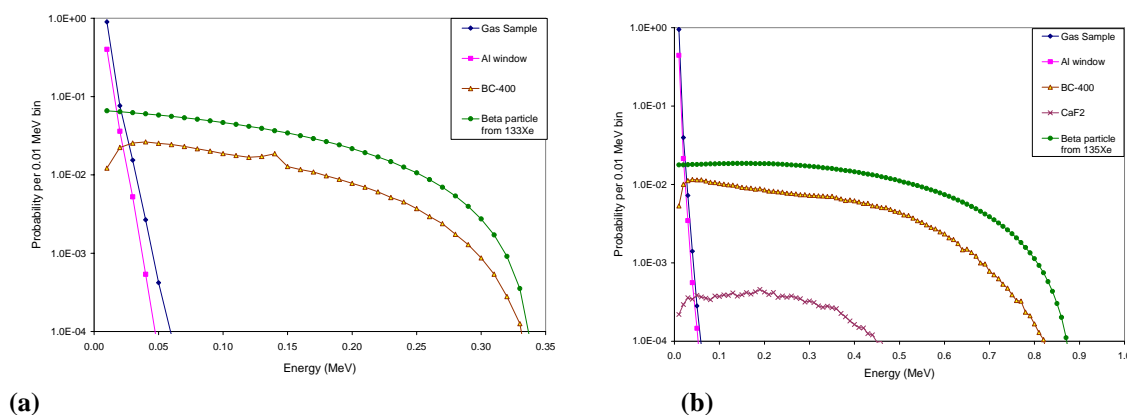 1.0E+00
1.0E-01
1.0E-02
1.0E-03
1.0E-04
Probability per 0.01 MeV bin
0.00 0.05 0.10 0.15 0.20 0.25 0.30 0.35
Energy (MeV)
Gas Sample
Al window
BC-400
Beta particle
from 133Xe
(a)
1.0E+00
1.0E-01
1.0E-02
1.0E-03
1.0E-04
Probability per 0.01 MeV bin
0.0 0.1 0.2 0.3 0.4 0.5 0.6 0.7 0.8 0.9 1.0
Energy (MeV)
Gas Sample
Al window
BC-400
CaF2
Beta particle
from 135Xe
(b)